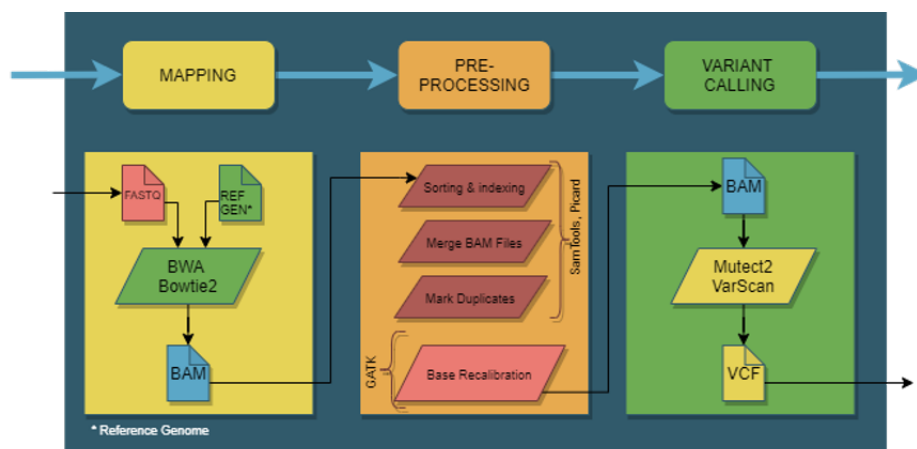 MAPPING
PRE-
PROCESSING
VARIANT
CALLING
FASTQ
REF
GEN*
BWA
Bowtie2
BAM
Sorting & indexing
Merge BAM Files
Mark Duplicates
SamTools, Picard
GATK
Base Recalibration
BAM
Mutect2
VarScan
VCF
* Reference Genome